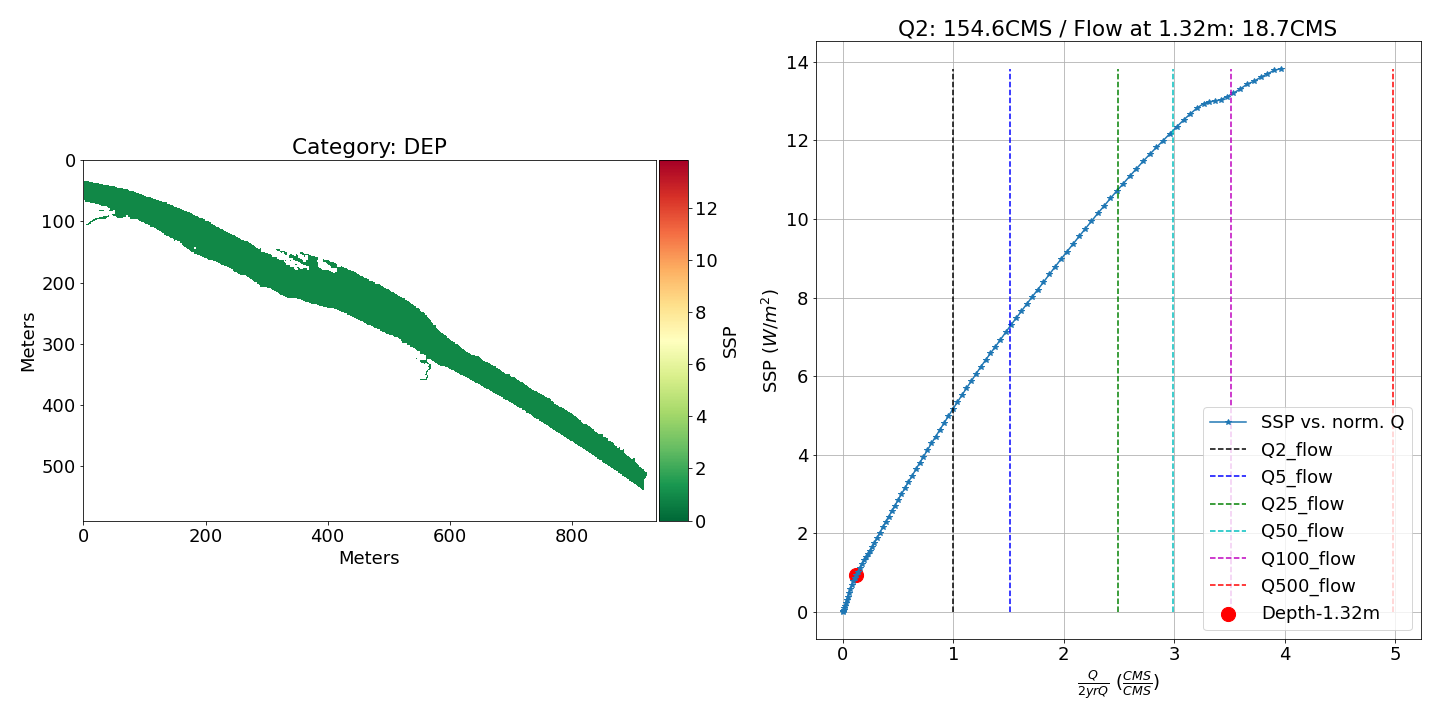 Category: DEP
0
100
200
300
400
500
Meters
0 200 400 600 800
Meters
12
10
8
6
4
2
0
SSP
Q2: 154.6CMS / Flow at 1.32m: 18.7CMS
14
12
10
8
6
4
2
0
SSP (W/m²)
0 1 2 3 4 5
Q/2yrQ (CMS/CMS)
SSP vs. norm. Q
Q2_flow
Q5_flow
Q25_flow
Q50_flow
Q100_flow
Q500_flow
Depth-1.32m